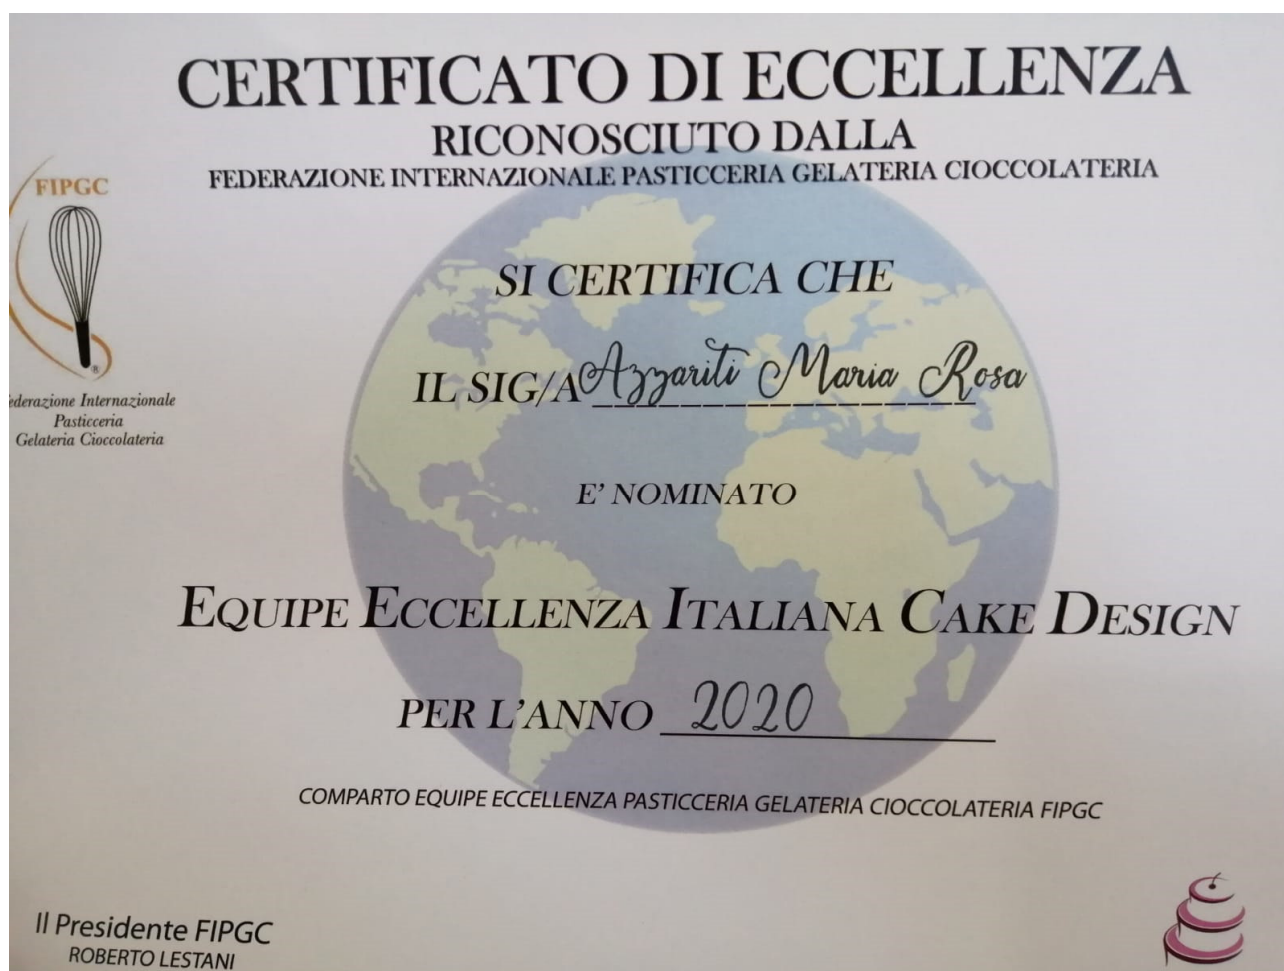 CERTIFICATO DI ECCELLENZA
RICONOSCIUTO DALLA
FEDERAZIONE INTERNAZIONALE PASTICCERIA GELATERIA CIOCCOLATERIA
FIPGC
®
ederazione Internazionale
Pasticceria
Gelateria Cioccolateria
SI CERTIFICA CHE
IL SIG/A Azzariti Maria Rosa
E' NOMINATO
EQUIPE ECCELLENZA ITALIANA CAKE DESIGN
PER L'ANNO 2020
COMPARTO EQUIPE ECCELLENZA PASTICCERIA GELATERIA CIOCCOLATERIA FIPGC
Il Presidente FIPGC
ROBERTO LESTANI